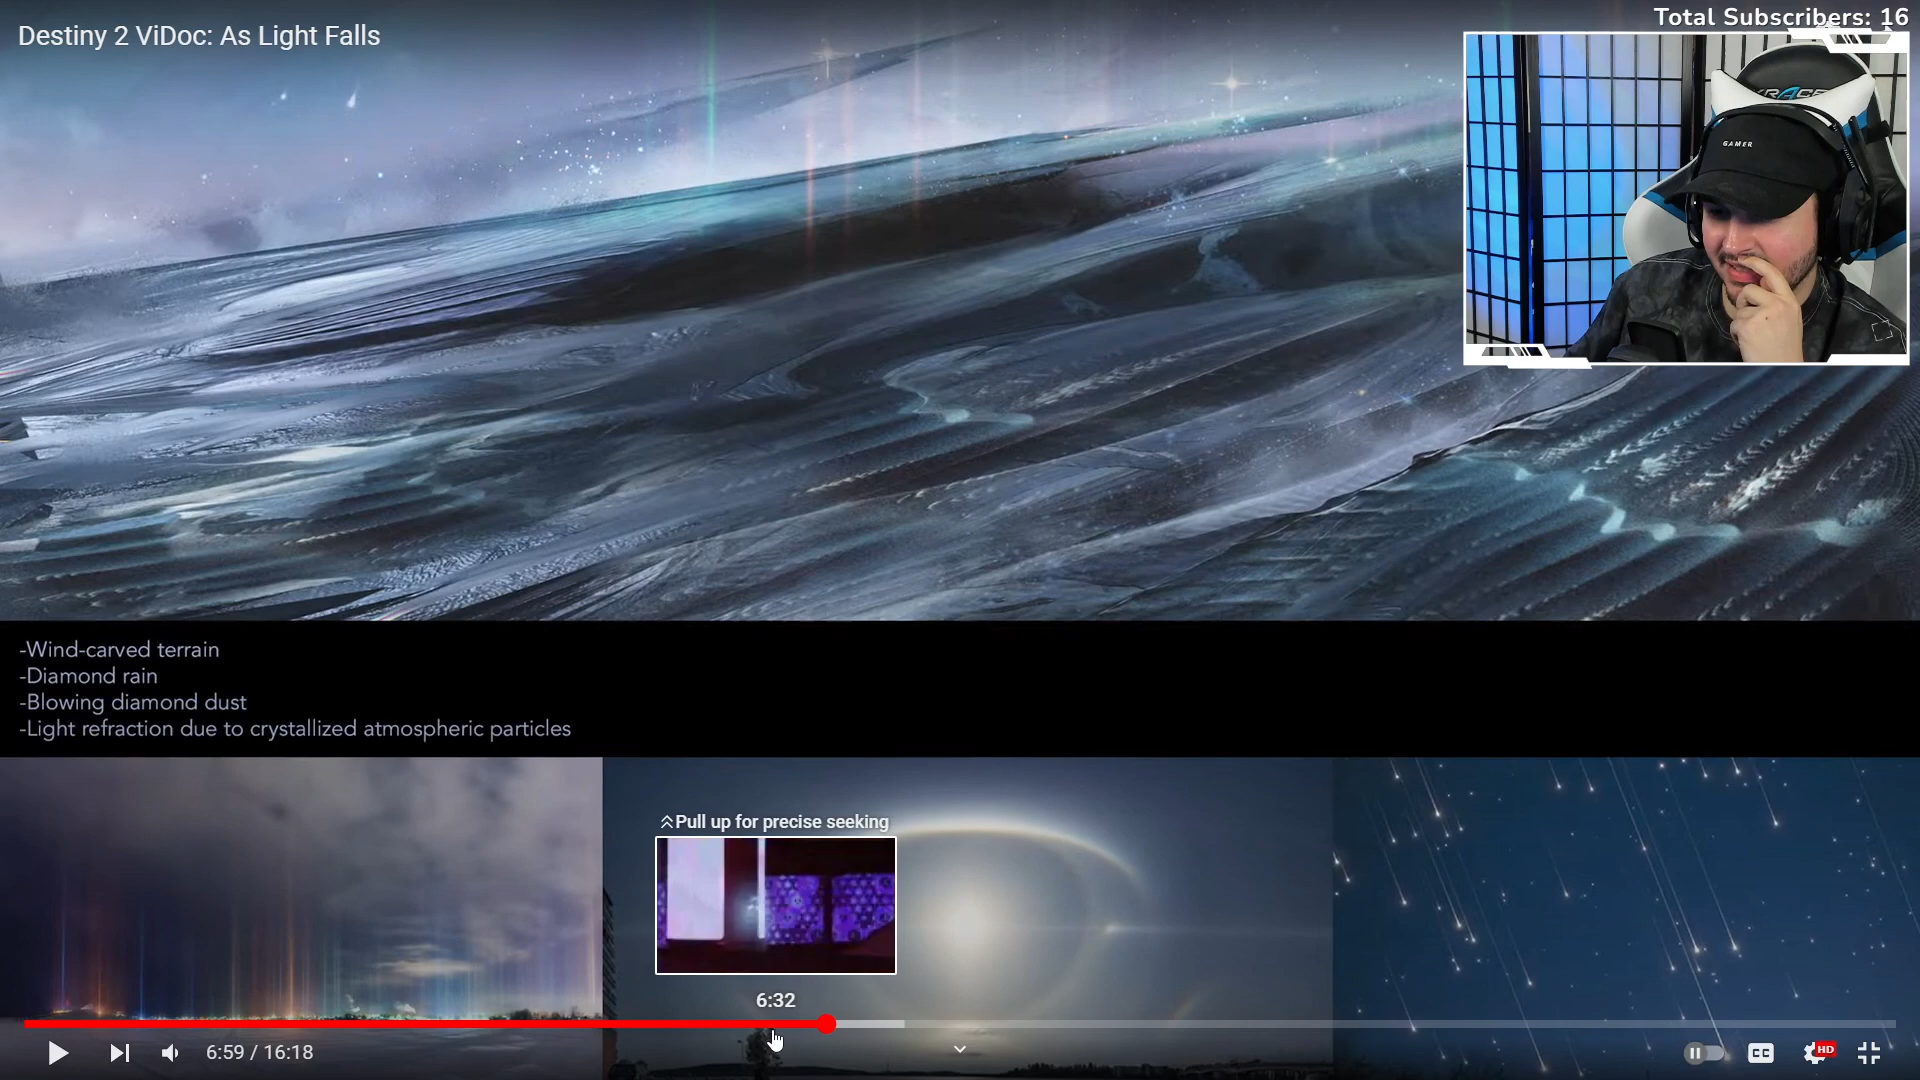 Destiny 2 ViDoc: As Light Falls
Total Subscribers: 16
GAMER
-Wind-carved terrain
-Diamond rain
-Blowing diamond dust
-Light refraction due to crystallized atmospheric particles
Pull up for precise seeking
6:32
6:59 / 16:18
CC
HD